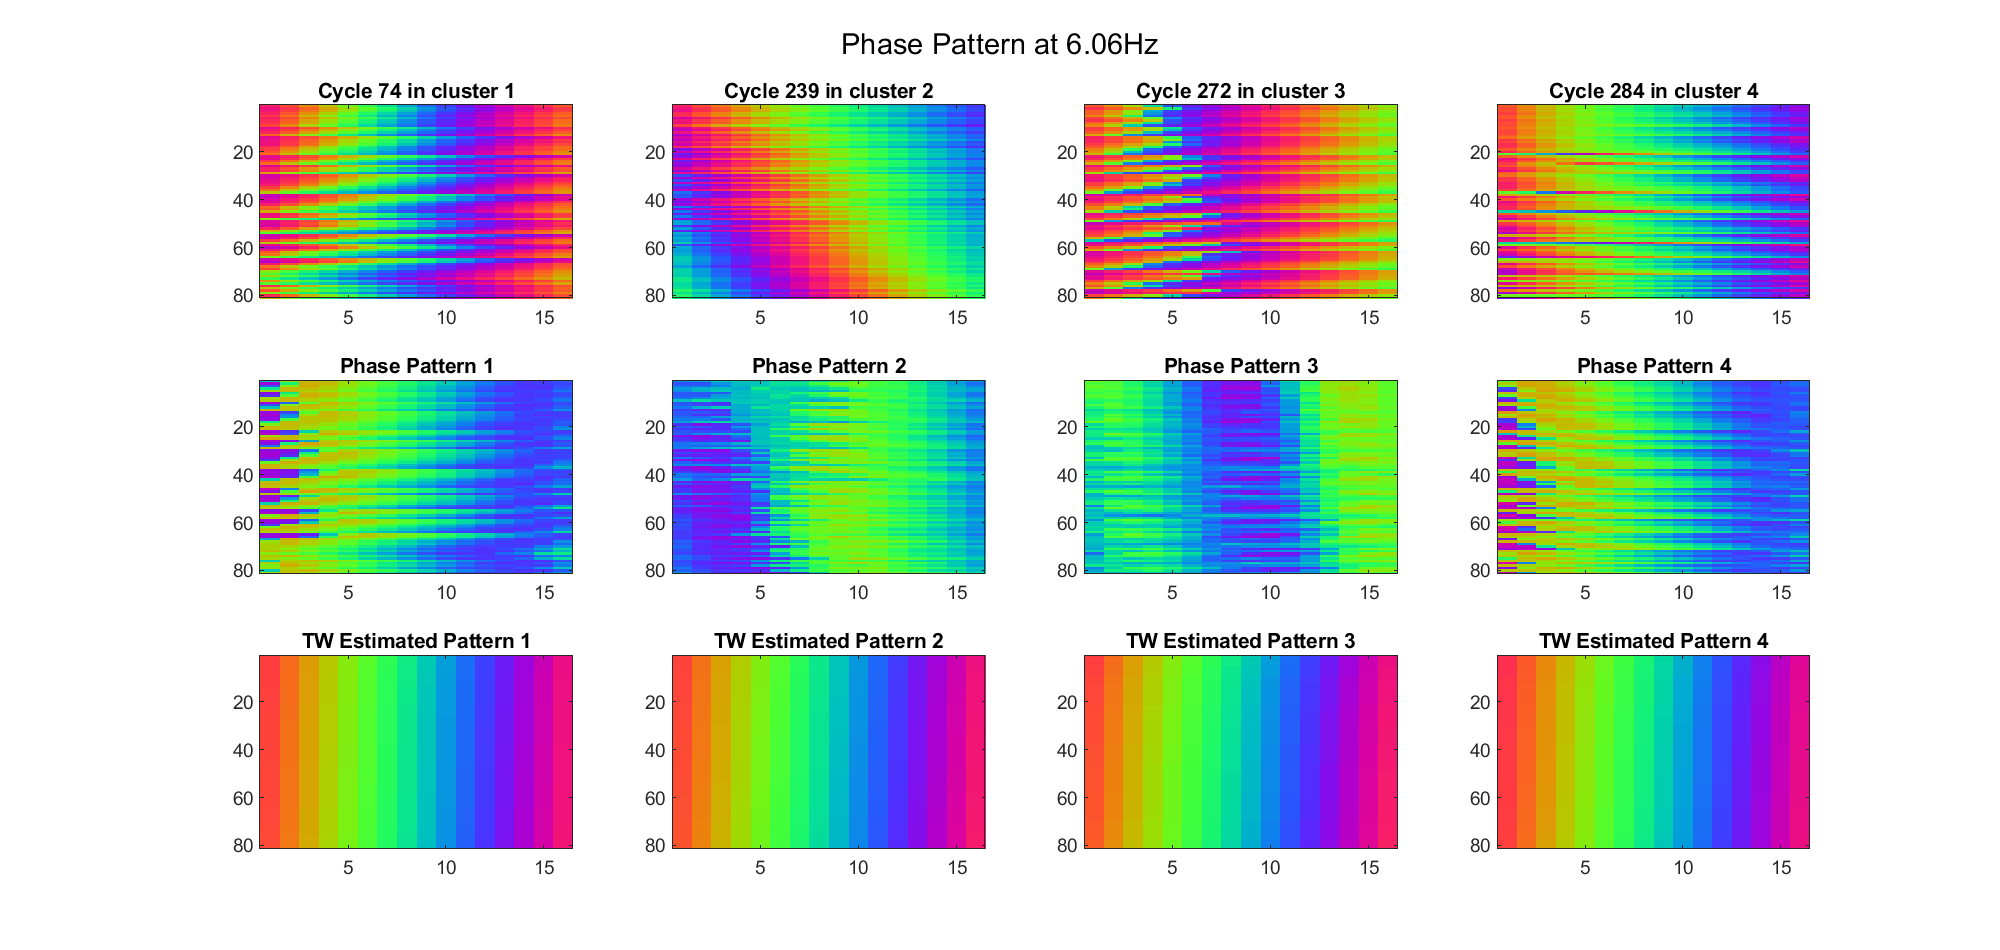 Phase Pattern at 6.06Hz
Cycle 74 in cluster 1
Cycle 239 in cluster 2
Cycle 272 in cluster 3
Cycle 284 in cluster 4
20 20 20 20
40 40 40 40
60 60 60 60
80 80 80 80
5 10 15 5 10 15 5 10 15 5 10 15
Phase Pattern 1
Phase Pattern 2
Phase Pattern 3
Phase Pattern 4
20 20 20 20
40 40 40 40
60 60 60 60
80 80 80 80
5 10 15 5 10 15 5 10 15 5 10 15
TW Estimated Pattern 1
TW Estimated Pattern 2
TW Estimated Pattern 3
TW Estimated Pattern 4
20 20 20 20
40 40 40 40
60 60 60 60
80 80 80 80
5 10 15 5 10 15 5 10 15 5 10 15